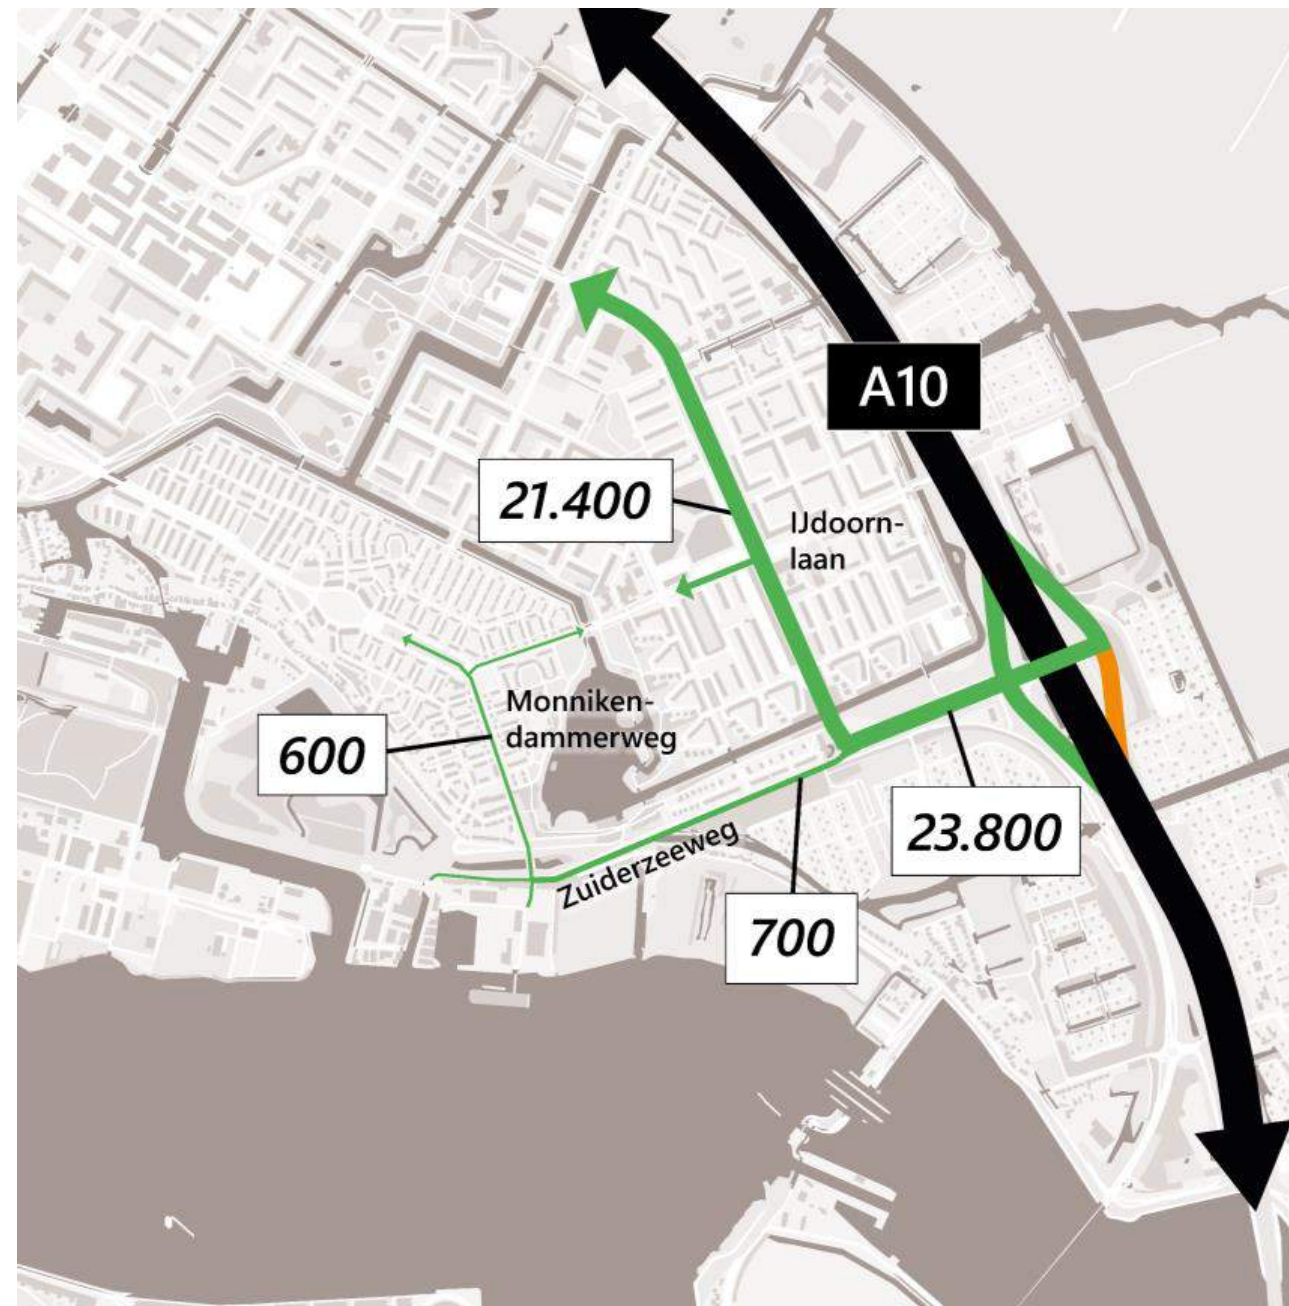 A10
21.400
IJdoorn-
laan
Monniken-
dammerweg
600
23.800
Zuiderzeeweg
700